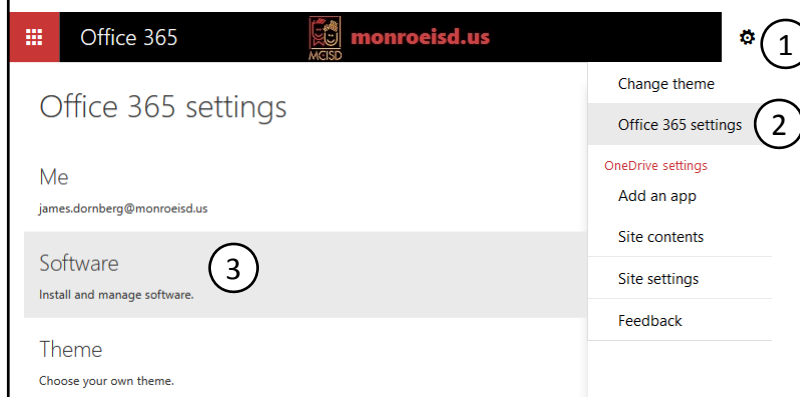 Office 365
MCISD
monroeisd.us
1
Change theme
Office 365 settings
2
OneDrive settings
Add an app
Site contents
Site settings
Feedback
Office 365 settings
Me
james.dornberg@monroeisd.us
Software
3
Install and manage software.
Theme
Choose your own theme.